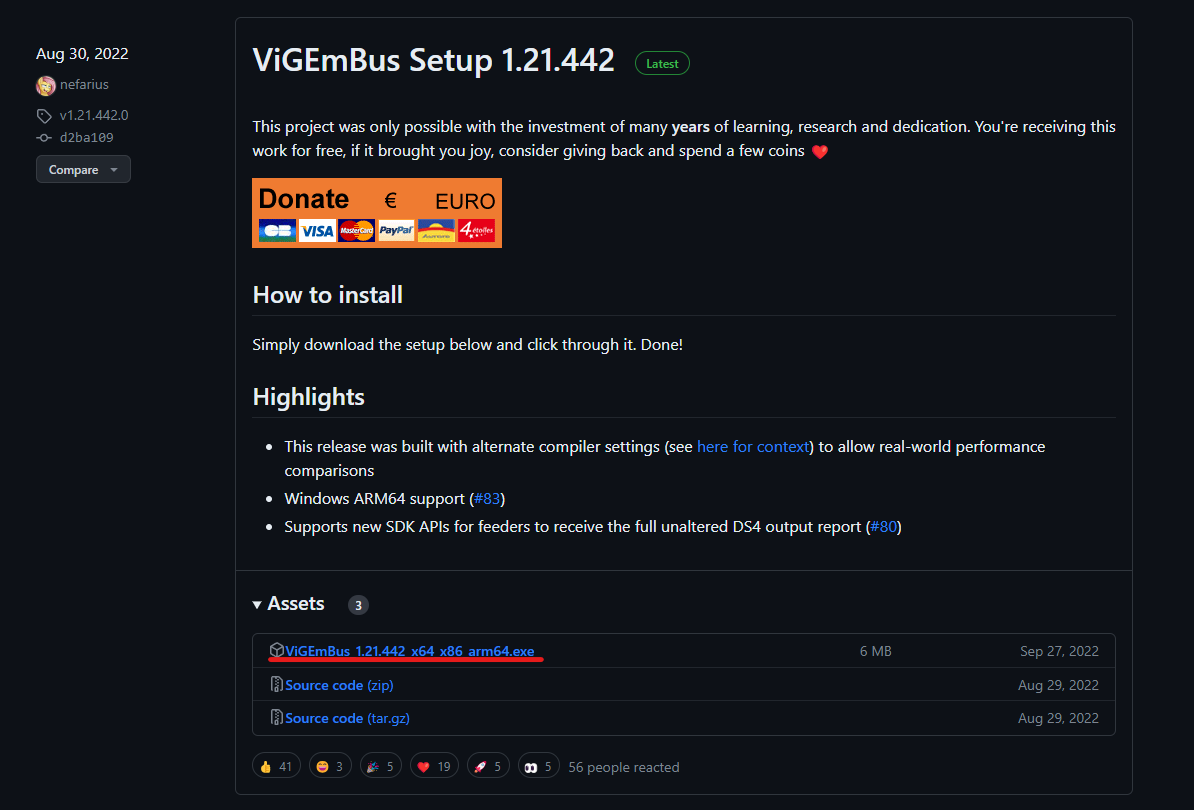 Aug 30, 2022
nefarius
v1.21.442.0
d2ba109
Compare
ViGEmBus Setup 1.21.442
Latest
This project was only possible with the investment of many years of learning, research and dedication. You're receiving this
work for free, if it brought you joy, consider giving back and spend a few coins ❤️
Donate € EURO
CB VISA MasterCard PayPal Aurore 4 étoiles
How to install
Simply download the setup below and click through it. Done!
Highlights
• This release was built with alternate compiler settings (see here for context) to allow real-world performance
comparisons
• Windows ARM64 support (#83)
• Supports new SDK APIs for feeders to receive the full unaltered DS4 output report (#80)
Assets 3
ViGEmBus_1.21.442_x64_x86_arm64.exe 6 MB Sep 27, 2022
Source code (zip) Aug 29, 2022
Source code (tar.gz) Aug 29, 2022
👍 41 😄 3 🎉 5 ❤️ 19 🚀 5 👀 5 56 people reacted